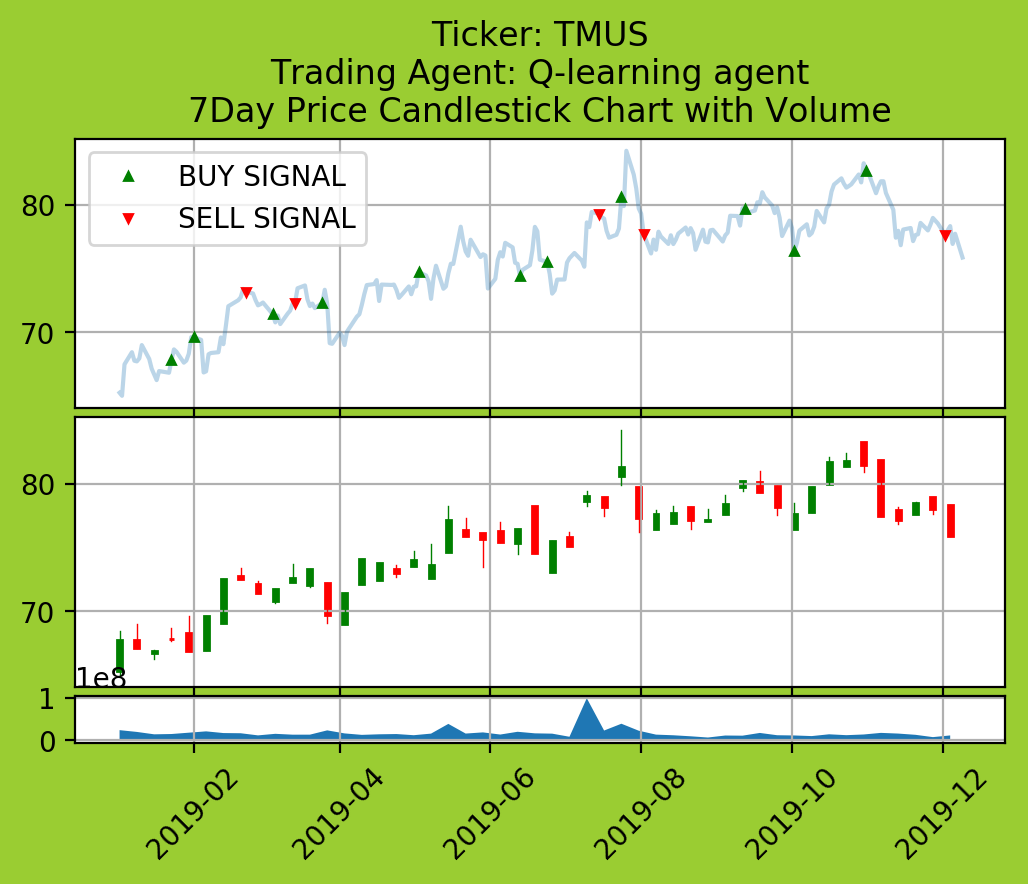 Ticker: TMUS
Trading Agent: Q-learning agent
7Day Price Candlestick Chart with Volume
BUY SIGNAL
SELL SIGNAL
80
70
80
70
1e8
1
0
2019-02
2019-04
2019-06
2019-08
2019-10
2019-12